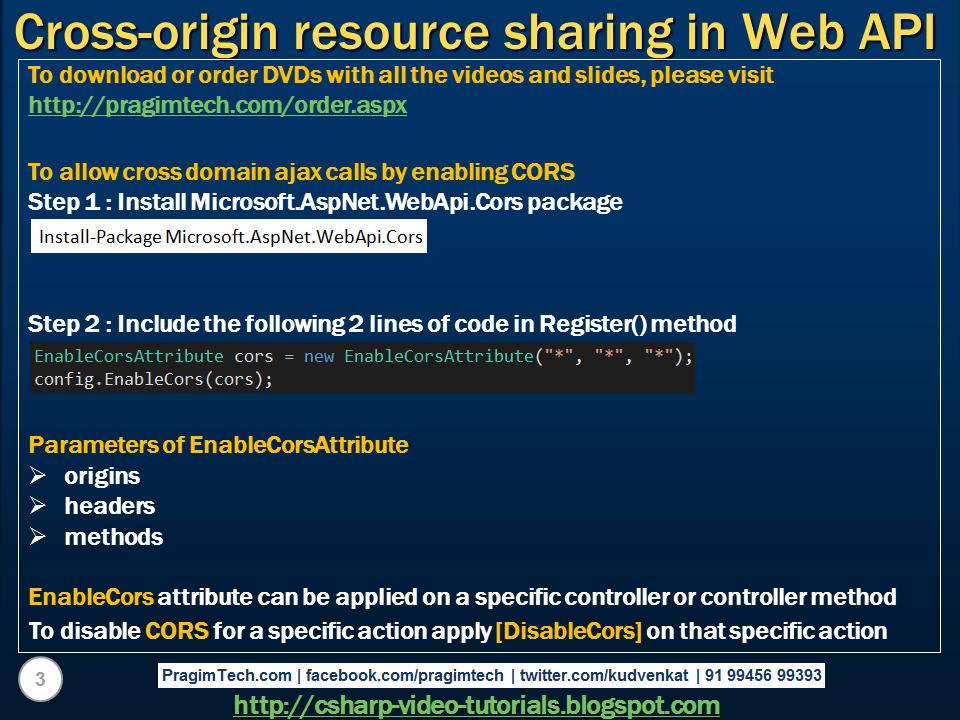 Cross-origin resource sharing in Web API
To download or order DVDs with all the videos and slides, please visit
http://pragimtech.com/order.aspx
To allow cross domain ajax calls by enabling CORS
Step 1 : Install Microsoft.AspNet.WebApi.Cors package
Install-Package Microsoft.AspNet.WebApi.Cors
Step 2 : Include the following 2 lines of code in Register() method
EnableCorsAttribute cors = new EnableCorsAttribute("*", "*", "*");
config.EnableCors(cors);
Parameters of EnableCorsAttribute
origins
headers
methods
EnableCors attribute can be applied on a specific controller or controller method
To disable CORS for a specific action apply [DisableCors] on that specific action
3
PragimTech.com | facebook.com/pragimtech | twitter.com/kudvenkat | 91 99456 99393
http://csharp-video-tutorials.blogspot.com